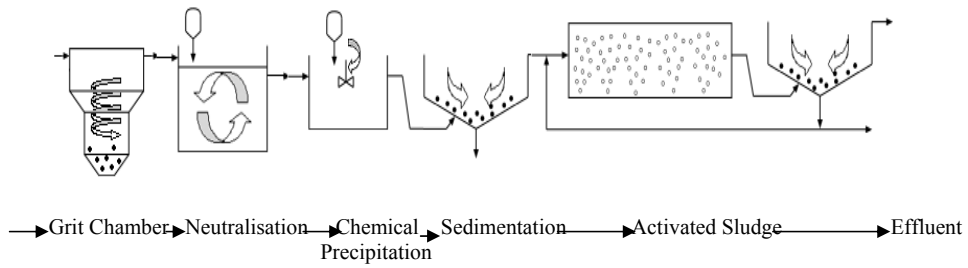 Grit Chamber Neutralisation Chemical Sedimentation Activated Sludge Effluent
Precipitation